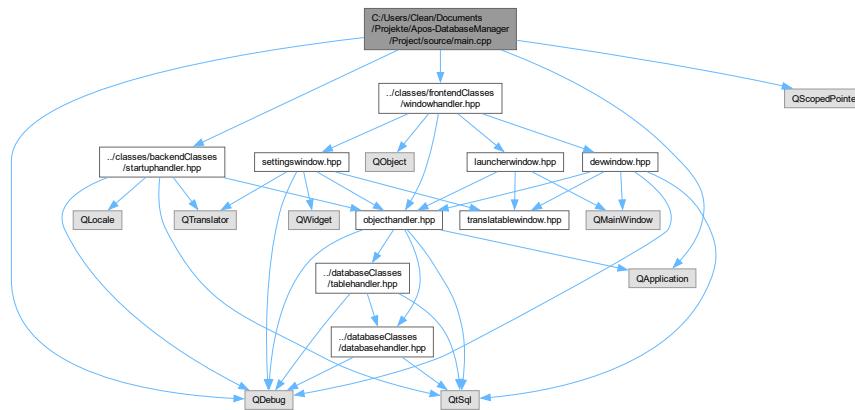 C:/Users/Clean/Documents
/Projekte/Apos-DatabaseManager
/Project/source/main.cpp
../classes/frontendClasses
/windowhandler.hpp
QScopedPointer
../classes/backendClasses
/startuphandler.hpp
settingswindow.hpp
QObject
launcherwindow.hpp
devwindow.hpp
QLocale
QTranslator
QWidget
objecthandler.hpp
translatablewindow.hpp
QMainWindow
../databaseClasses
/tablehandler.hpp
QApplication
../databaseClasses
/databasehandler.hpp
QDebug
QtSql